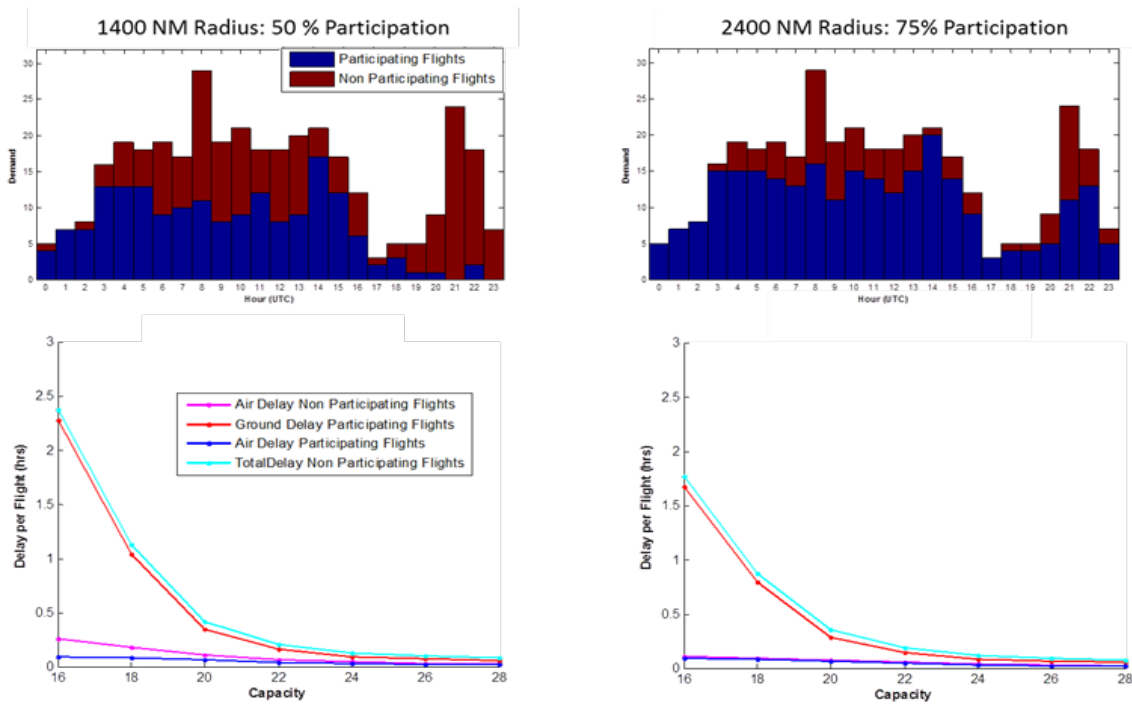 1400 NM Radius: 50 % Participation
Participating Flights
Non Participating Flights
30
25
20
15
10
5
0
Demand
0 1 2 3 4 5 6 7 8 9 10 11 12 13 14 15 16 17 18 19 20 21 22 23
Hour (UTC)
2400 NM Radius: 75% Participation
30
25
20
15
10
5
0
Demand
0 1 2 3 4 5 6 7 8 9 10 11 12 13 14 15 16 17 18 19 20 21 22 23
Hour (UTC)
3
2.5
2
1.5
1
0.5
0
Delay per Flight (hrs)
Air Delay Non Participating Flights
Ground Delay Participating Flights
Air Delay Participating Flights
TotalDelay Non Participating Flights
16 18 20 22 24 26 28
Capacity
3
2.5
2
1.5
1
0.5
0
Delay per Flight (hrs)
16 18 20 22 24 26 28
Capacity